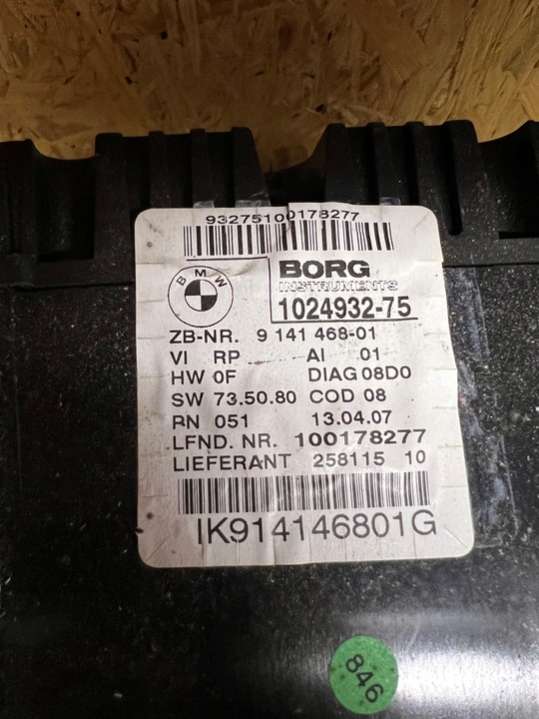 93275100178277
BMW
BORG
INSTRUMENTS
1024932-75
ZB-NR. 9 141 468-01
VI RP AI 01
HW 0F DIAG 08D0
SW 73.50.80 COD 08
PN 051 13.04.07
LFND. NR. 100178277
LIEFERANT 258115 10
IK914146801G
846